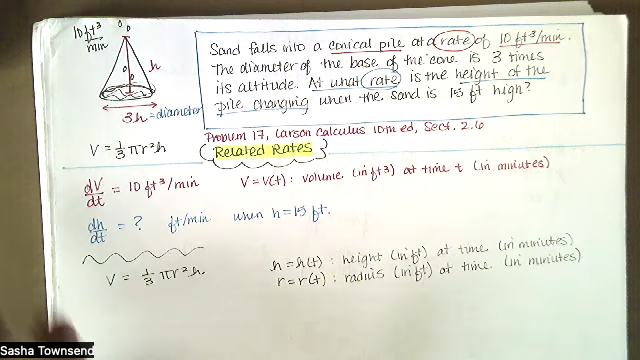 10 ft³
min
h
3h = diameter
V = 1/3 πr²h
Sand falls into a conical pile at a rate of 10 ft³/min.
The diameter of the base of the cone is 3 times
its altitude. At what rate is the height of the
pile changing when the sand is 15 ft high?
Problem 17, Larson Calculus 10th ed, Sect. 2.6
Related Rates
dV/dt = 10 ft³/min V = V(t): volume (in ft³) at time t (in minutes)
dh/dt = ? ft/min when h = 15 ft.
h = h(t): height (in ft) at time (in minutes)
V = 1/3 πr²h. r = r(t): radius (in ft) at time (in minutes)
Sasha Townsend